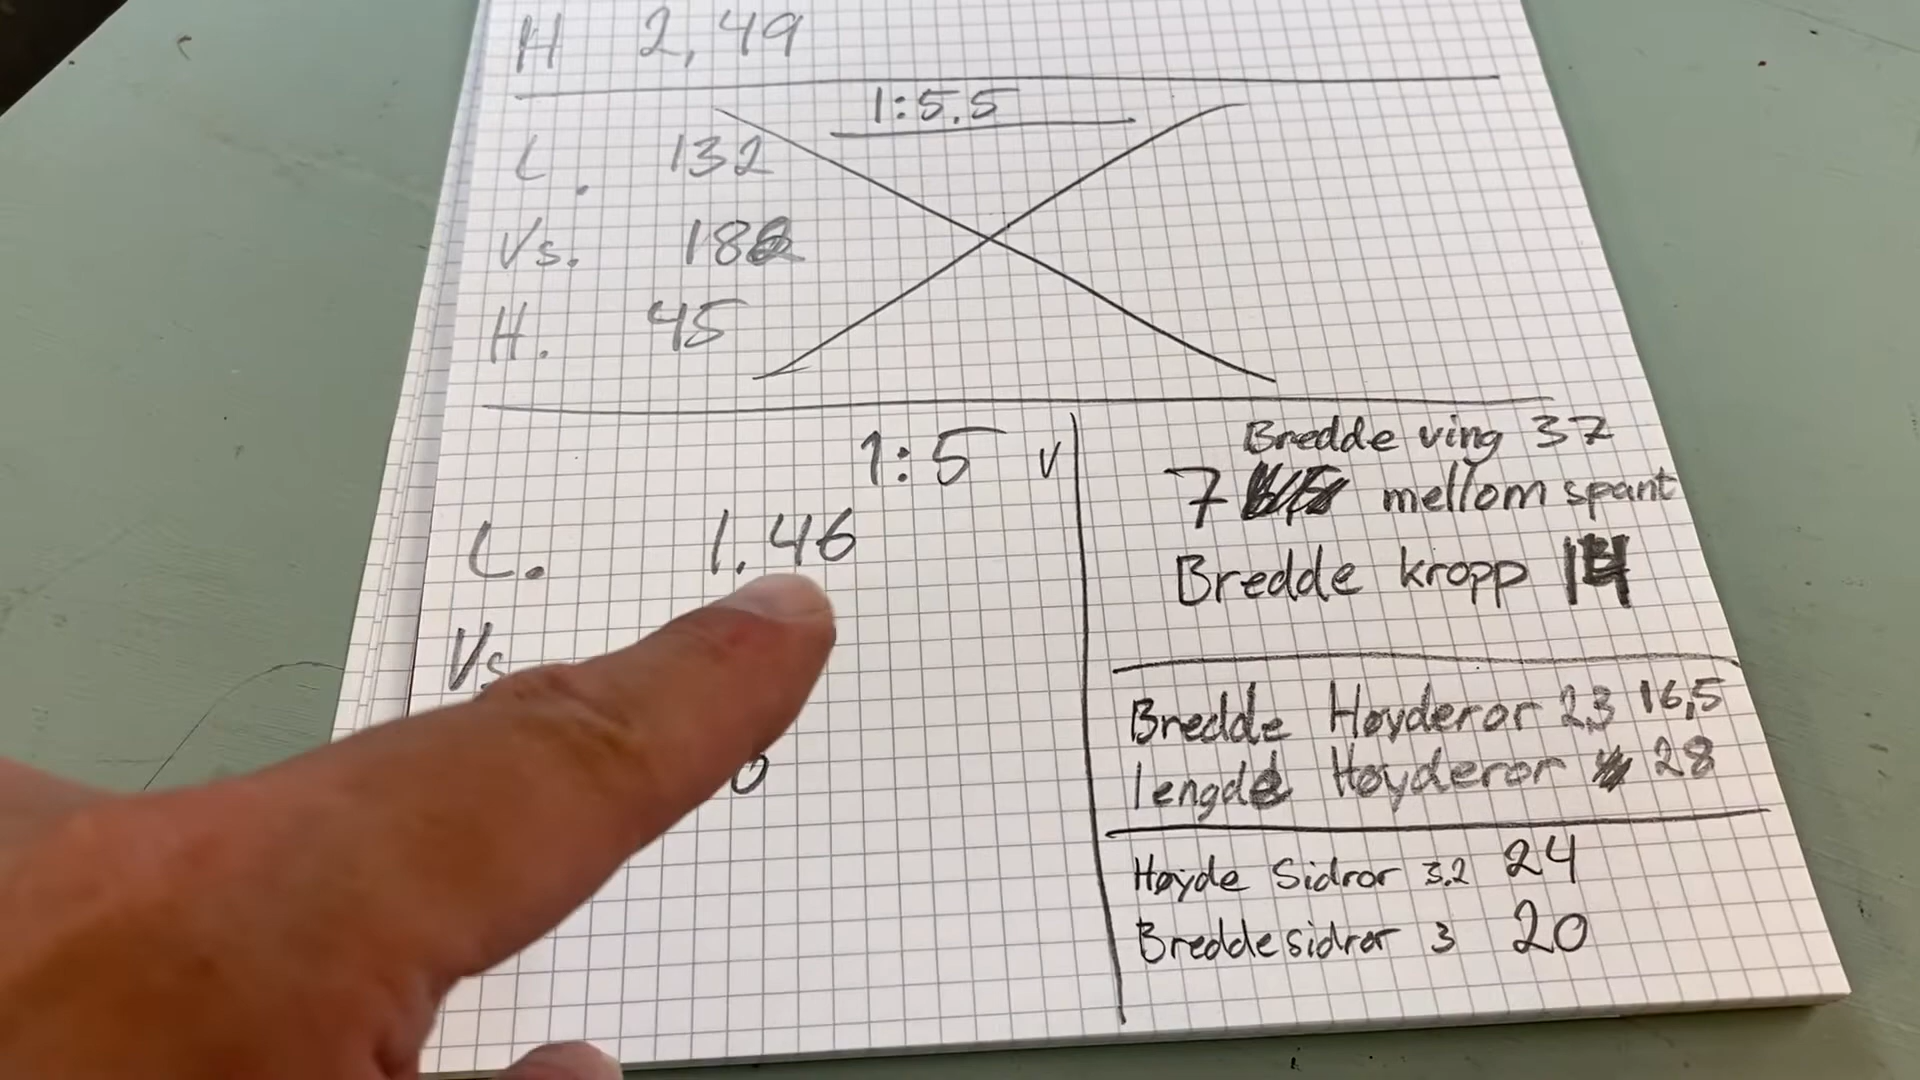 H 2,49
1:5.5
L. 132
Vs. 182
H. 45
1:5 v
L. 1.46
Vs
0
Bredde ving 37
7 mellom spant
Bredde kropp 14
Bredde Høyderor 2,3 16,5
lengde Høyderor 28
Høyde Sidror 3.2 24
Bredde sidror 3 20